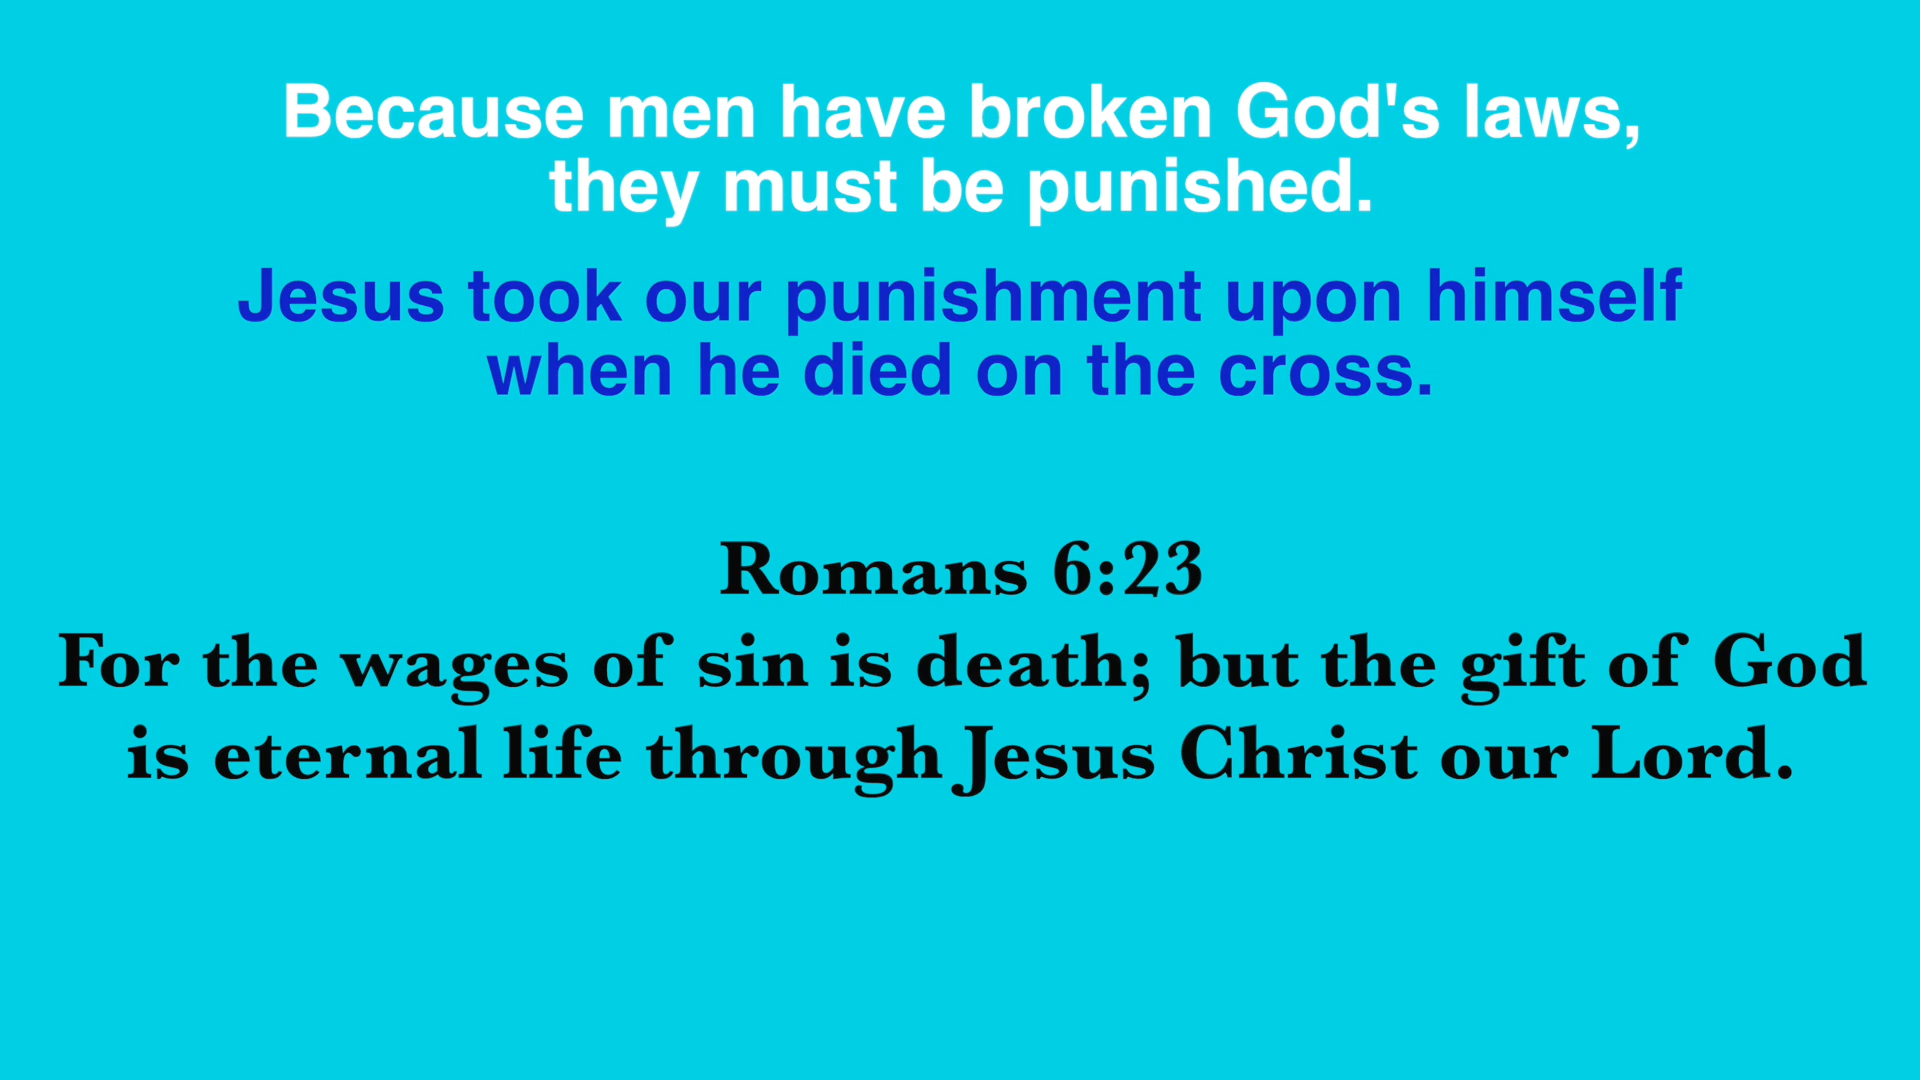 Because men have broken God's laws,
they must be punished.
Jesus took our punishment upon himself
when he died on the cross.
Romans 6:23
For the wages of sin is death; but the gift of God
is eternal life through Jesus Christ our Lord.